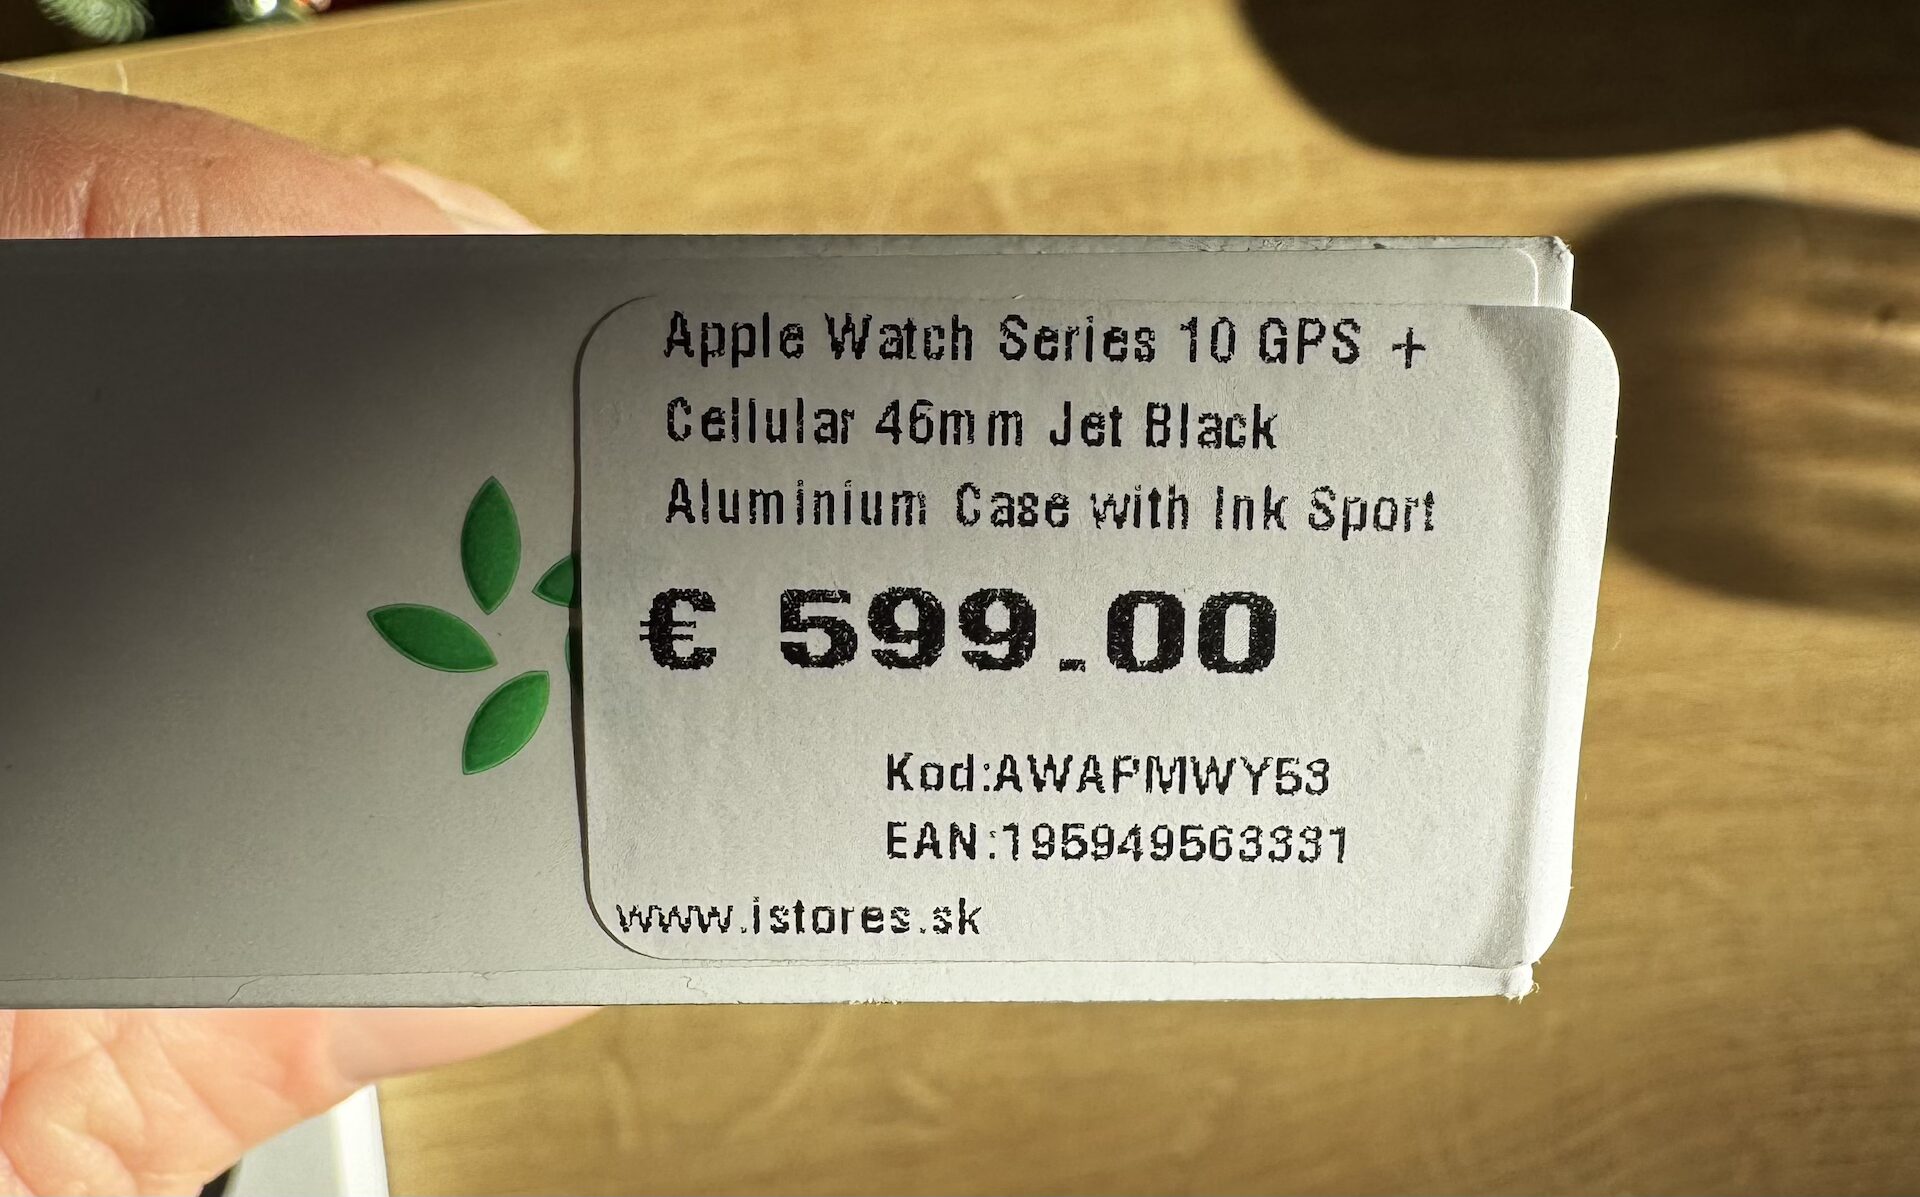 Apple Watch Series 10 GPS +
Cellular 46mm Jet Black
Aluminium Case with Ink Sport
€ 599.00
Kod:AWAPMWY53
EAN:195949563331
www.istores.sk